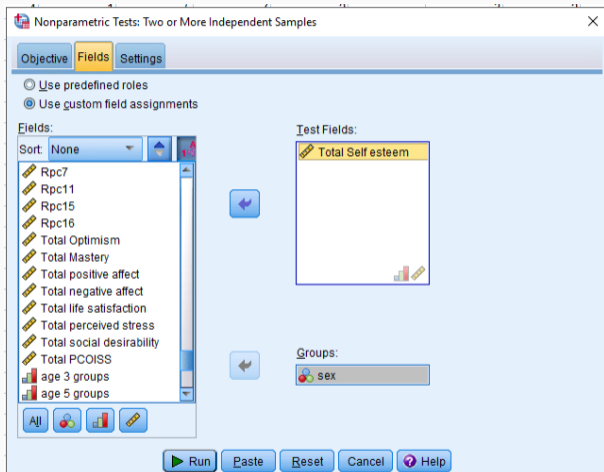 Nonparametric Tests: Two or More Independent Samples
Objective Fields Settings
Use predefined roles
Use custom field assignments
Fields:
Sort: None
Rpc7
Rpc11
Rpc15
Rpc16
Total Optimism
Total Mastery
Total positive affect
Total negative affect
Total life satisfaction
Total perceived stress
Total social desirability
Total PCOISS
age 3 groups
age 5 groups
All
Test Fields:
Total Self esteem
Groups:
sex
Run Paste Reset Cancel Help